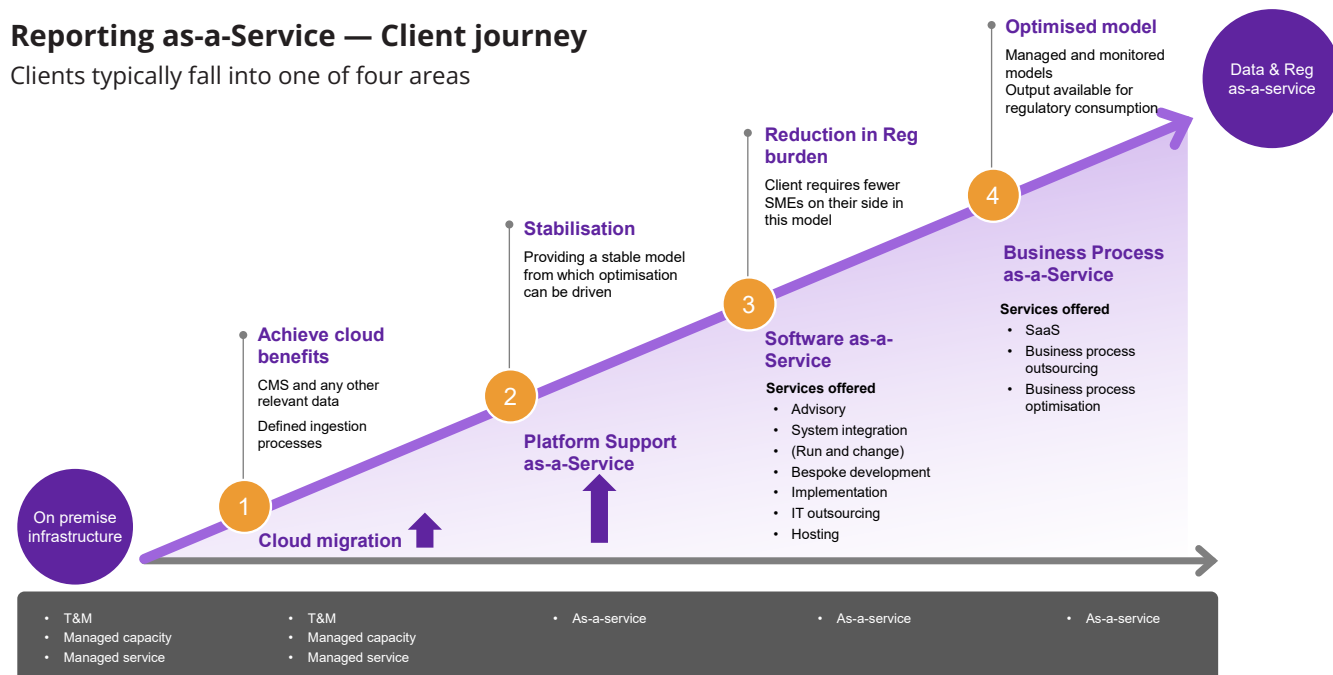 Reporting as-a-Service — Client journey
Clients typically fall into one of four areas
On premise
infrastructure
1
Achieve cloud
benefits
CMS and any other
relevant data
Defined ingestion
processes
Cloud migration
2
Stabilisation
Providing a stable model
from which optimisation
can be driven
Platform Support
as-a-Service
3
Reduction in Reg
burden
Client requires fewer
SMEs on their side in
this model
Software as-a-
Service
Services offered
• Advisory
• System integration
• (Run and change)
• Bespoke development
• Implementation
• IT outsourcing
• Hosting
4
Optimised model
Managed and monitored
models
Output available for
regulatory consumption
Business Process
as-a-Service
Services offered
• SaaS
• Business process
outsourcing
• Business process
optimisation
Data & Reg
as-a-service
• T&M
• Managed capacity
• Managed service
• T&M
• Managed capacity
• Managed service
• As-a-service
• As-a-service
• As-a-service